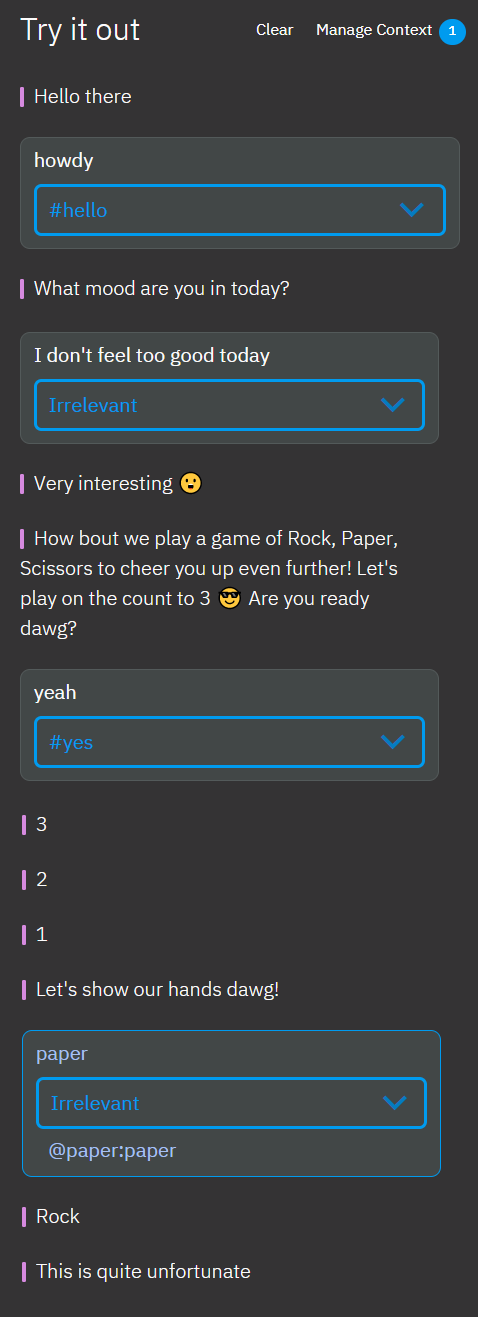 Try it out
Clear
Manage Context 1
Hello there
howdy
#hello
What mood are you in today?
I don't feel too good today
Irrelevant
Very interesting 😮
How bout we play a game of Rock, Paper,
Scissors to cheer you up even further! Let's
play on the count to 3 😎 Are you ready
dawg?
yeah
#yes
3
2
1
Let's show our hands dawg!
paper
Irrelevant
@paper:paper
Rock
This is quite unfortunate